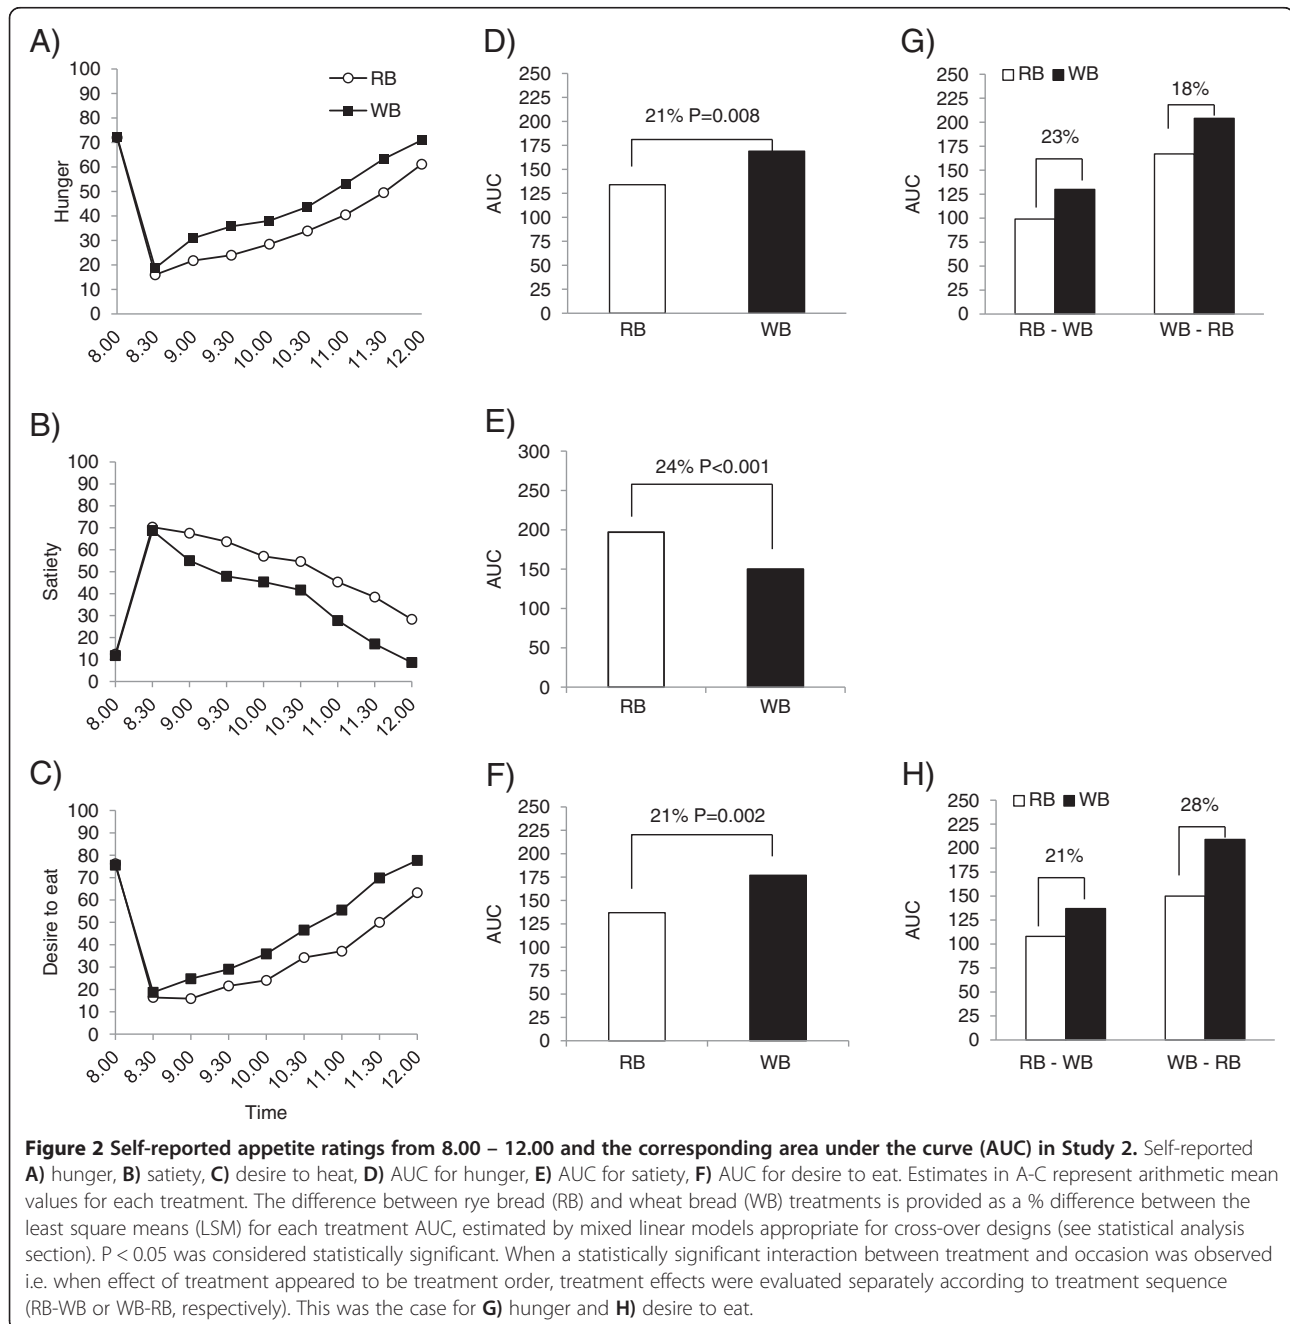 A)
100
90
80
70
60
50
40
30
20
10
0
Hunger
RB
WB
8.00
8.30
9.00
9.30
10.00
10.30
11.00
11.30
12.00
D)
250
225
200
175
150
125
100
75
50
25
0
AUC
21% P=0.008
RB
WB
G)
250
225
200
175
150
125
100
75
50
25
0
AUC
RB WB
23%
18%
RB - WB
WB - RB
B)
100
90
80
70
60
50
40
30
20
10
0
Satiety
8.00
8.30
9.00
9.30
10.00
10.30
11.00
11.30
12.00
E)
300
250
200
150
100
50
0
AUC
24% P<0.001
RB
WB
C)
100
90
80
70
60
50
40
30
20
10
0
Desire to eat
8.00
8.30
9.00
9.30
10.00
10.30
11.00
11.30
12.00
Time
F)
250
225
200
175
150
125
100
75
50
25
0
AUC
21% P=0.002
RB
WB
H)
250
225
200
175
150
125
100
75
50
25
0
AUC
RB WB
21%
28%
RB - WB
WB - RB
Figure 2 Self-reported appetite ratings from 8.00 – 12.00 and the corresponding area under the curve (AUC) in Study 2. Self-reported
A) hunger, B) satiety, C) desire to heat, D) AUC for hunger, E) AUC for satiety, F) AUC for desire to eat. Estimates in A-C represent arithmetic mean
values for each treatment. The difference between rye bread (RB) and wheat bread (WB) treatments is provided as a % difference between the
least square means (LSM) for each treatment AUC, estimated by mixed linear models appropriate for cross-over designs (see statistical analysis
section). P < 0.05 was considered statistically significant. When a statistically significant interaction between treatment and occasion was observed
i.e. when effect of treatment appeared to be treatment order, treatment effects were evaluated separately according to treatment sequence
(RB-WB or WB-RB, respectively). This was the case for G) hunger and H) desire to eat.